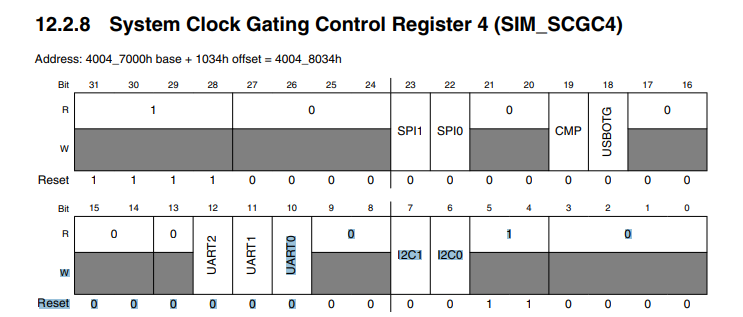 12.2.8 System Clock Gating Control Register 4 (SIM_SCGC4)
Address: 4004_7000h base + 1034h offset = 4004_8034h
Bit 31 30 29 28 27 26 25 24 23 22 21 20 19 18 17 16
R 1 0 SPI1 SPI0 0 CMP USBOTG 0
W
Reset 1 1 1 1 0 0 0 0 0 0 0 0 0 0 0 0
Bit 15 14 13 12 11 10 9 8 7 6 5 4 3 2 1 0
R 0 0 UART2 UART1 UART0 0 I2C1 I2C0 1 0
W
Reset 0 0 0 0 0 0 0 0 0 0 1 1 0 0 0 0